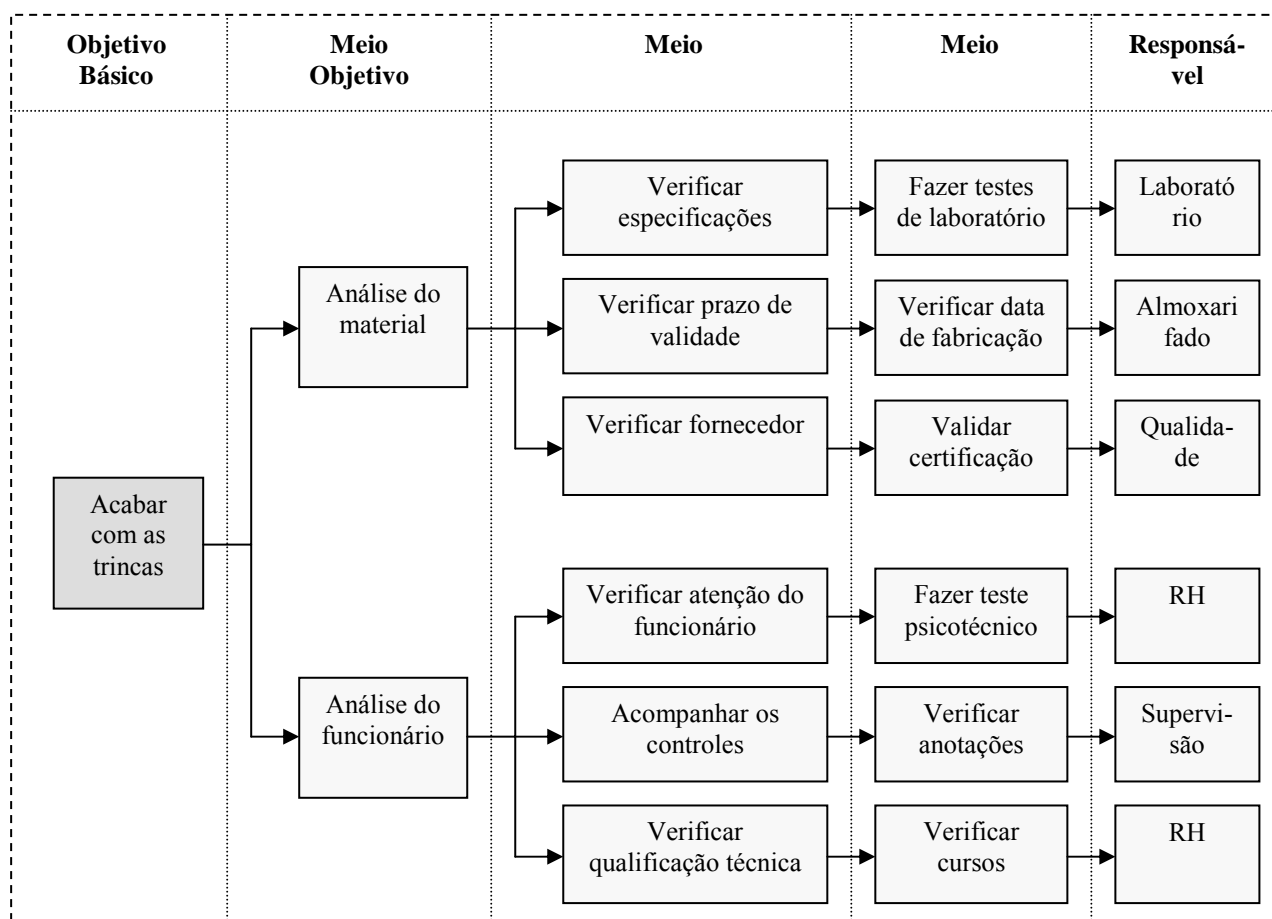 Objetivo
Básico
Meio
Objetivo
Meio
Meio
Responsá-
vel
Verificar
especificações
Fazer testes
de laboratório
Laborató
rio
Análise do
material
Verificar prazo de
validade
Verificar data
de fabricação
Almoxari
fado
Verificar fornecedor
Validar
certificação
Qualida-
de
Acabar
com as
trincas
Verificar atenção do
funcionário
Fazer teste
psicotécnico
RH
Análise do
funcionário
Acompanhar os
controles
Verificar
anotações
Supervi-
são
Verificar
qualificação técnica
Verificar
cursos
RH